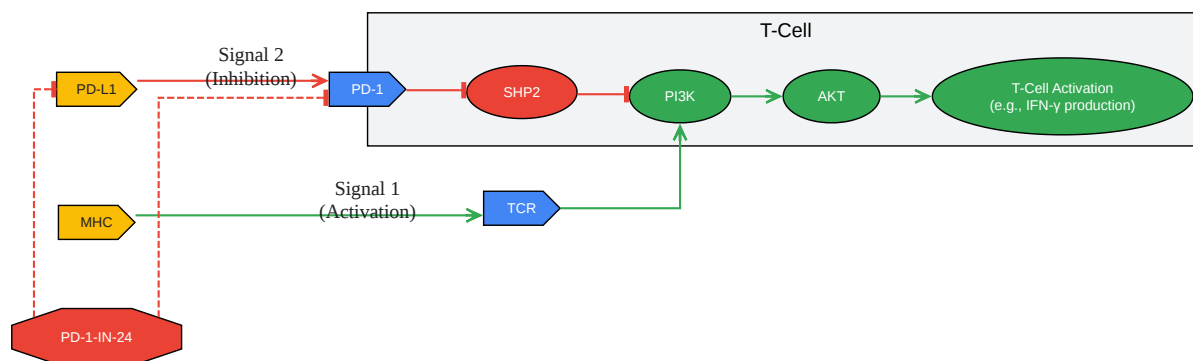 T-Cell
Signal 2
(Inhibition)
PD-L1
PD-1
SHP2
PI3K
AKT
T-Cell Activation
(e.g., IFN-γ production)
Signal 1
(Activation)
MHC
TCR
PD-1-IN-24